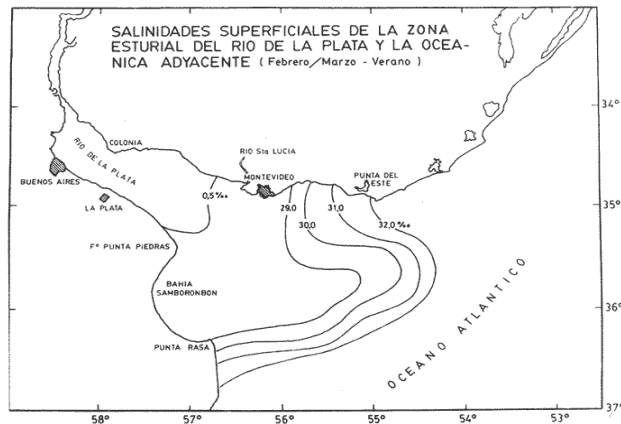 SALINIDADES SUPERFICIALES DE LA ZONA
ESTURIAL DEL RIO DE LA PLATA Y LA OCEA-
NICA ADYACENTE ( Febrero/Marzo - Verano )
34°
COLONIA
RIO DE LA PLATA
RIO Sta LUCIA
MONTEVIDEO
PUNTA DEL
ESTE
BUENOS AIRES
LA PLATA
0,5 ‰
29,0
30,0
31,0
32,0 ‰
35°
Fº PUNTA PIEDRAS
BAHIA
SAMBORONBON
OCEANO ATLANTICO
36°
PUNTA RASA
37°
58°
57°
56°
55°
54°
53°